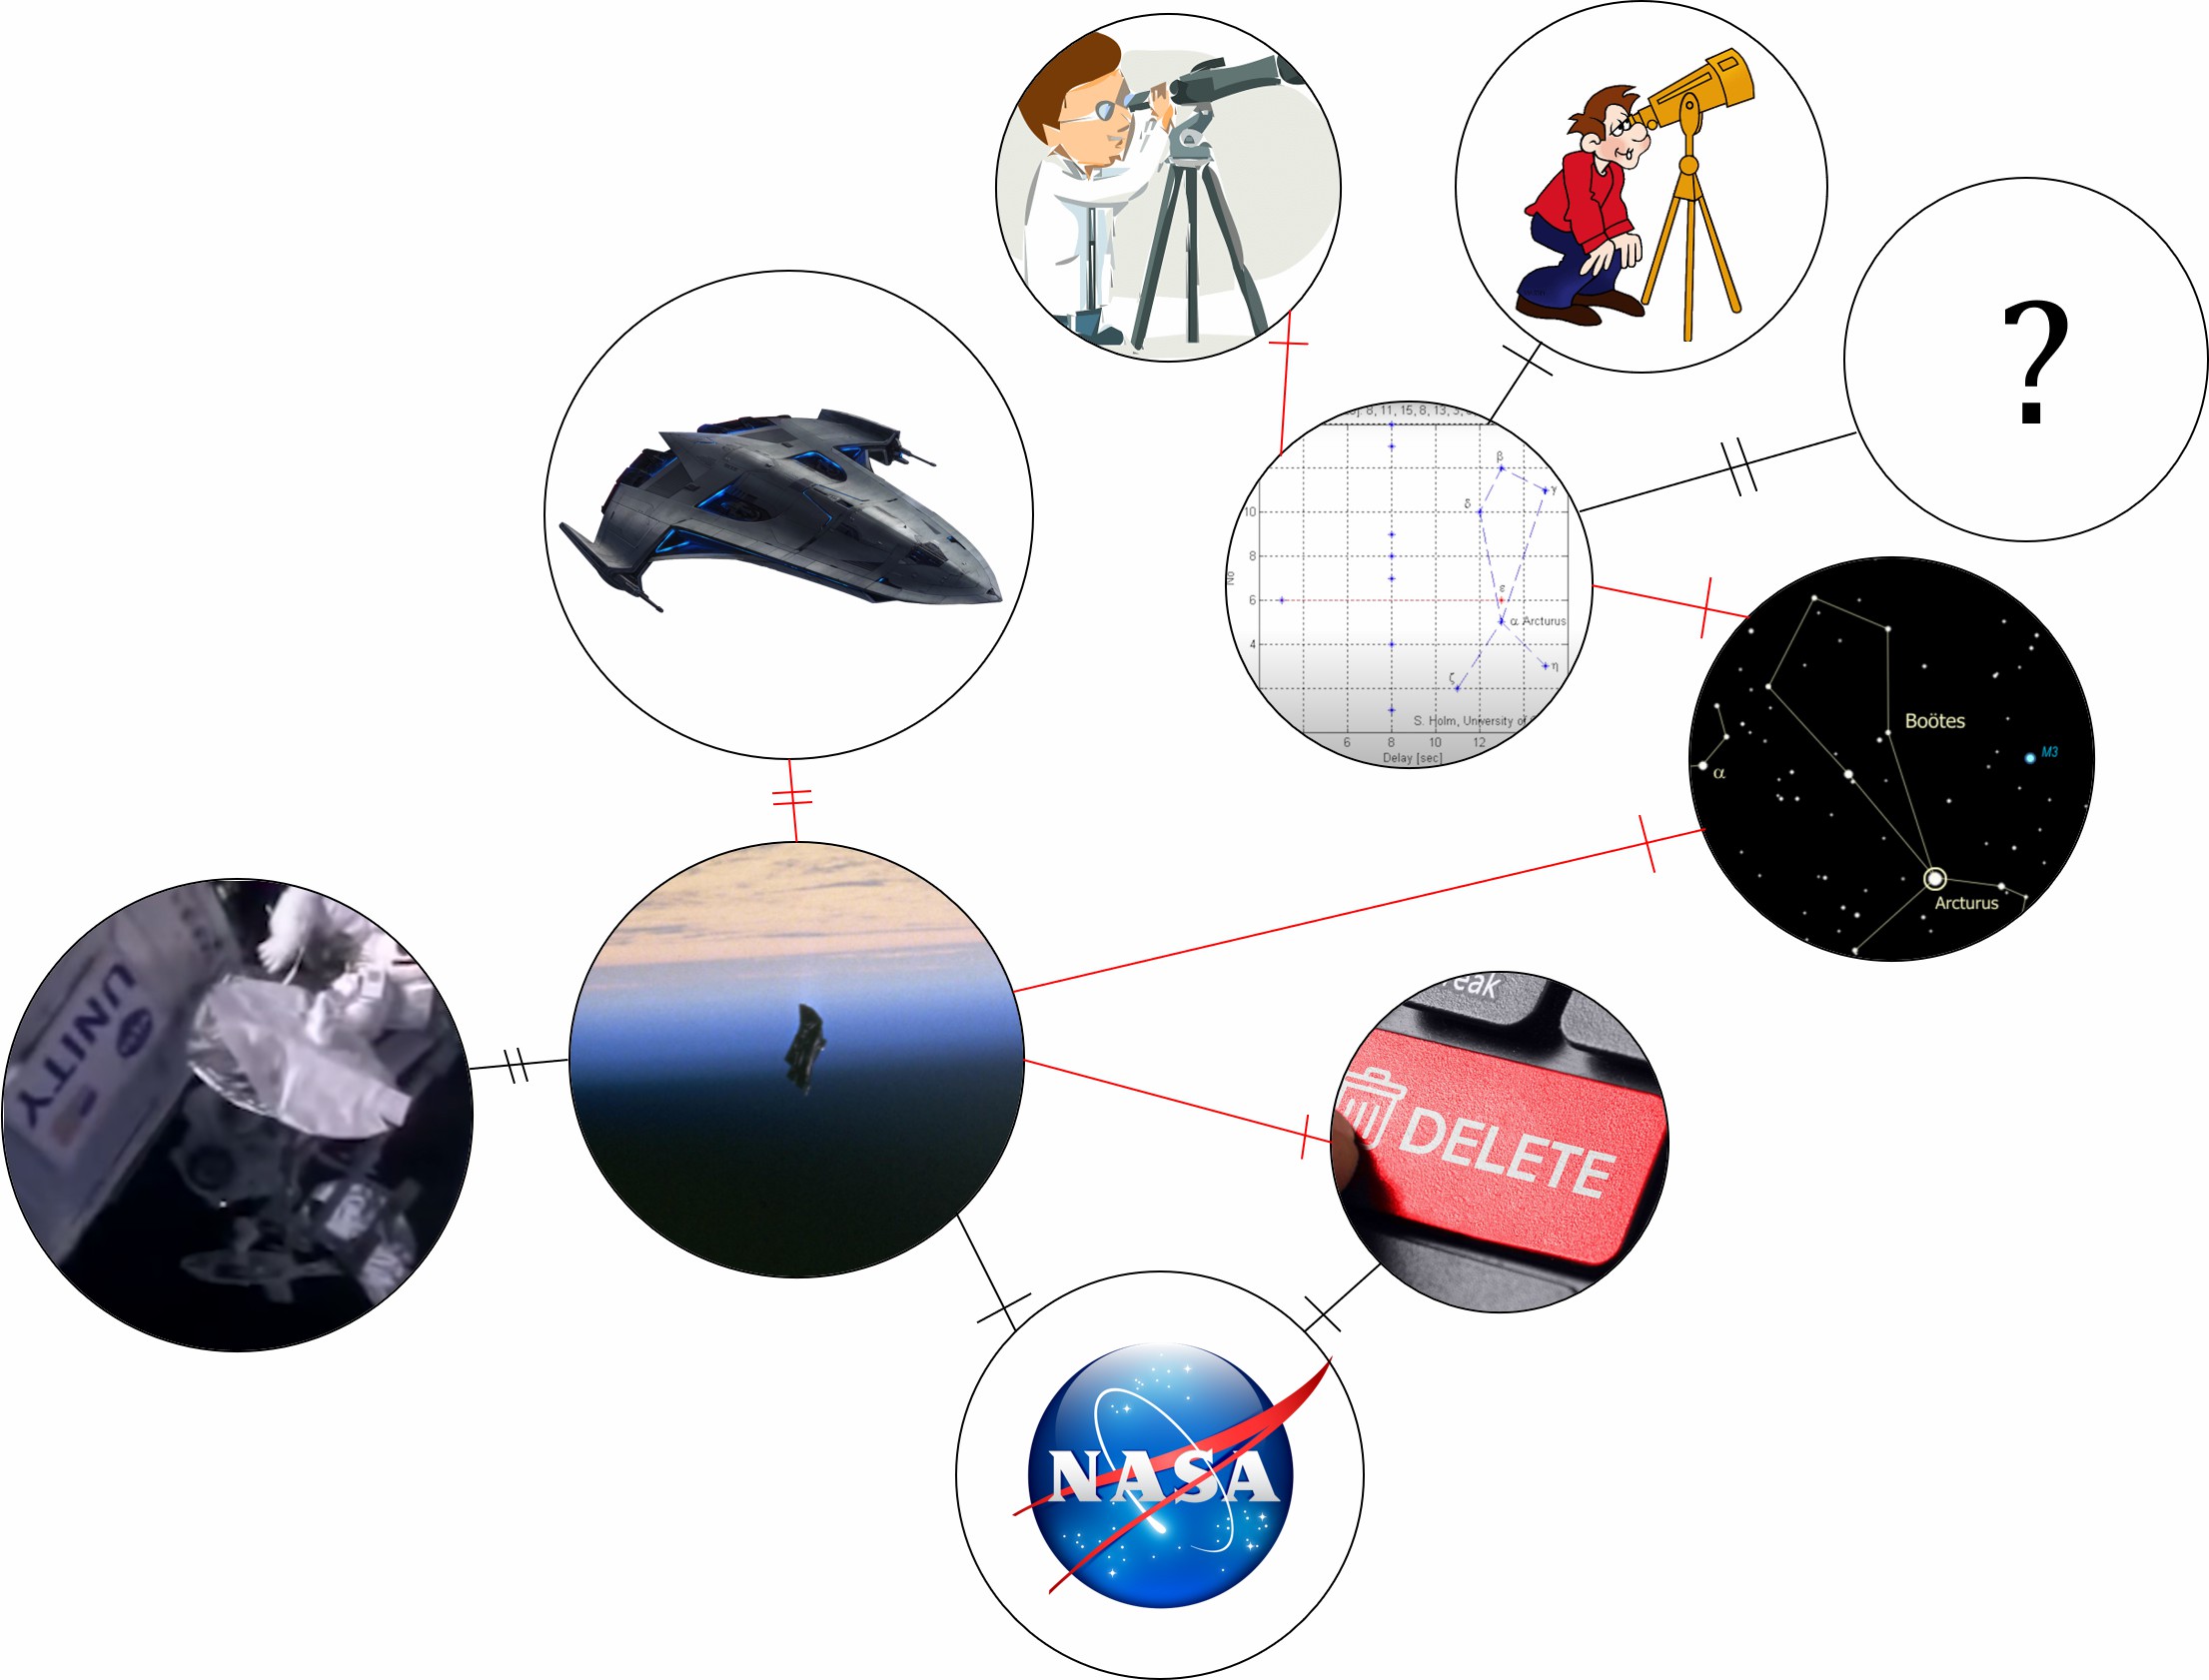 ?
8, 11, 15, 8, 13, 3,
β
γ
δ
10
8
ε
6
α Arcturus
4
η
ζ
S. Holm, University of
6 8 10 12
Delay [sec]
No
Boötes
M3
α
Arcturus
UNITY
eak
DELETE
NASA